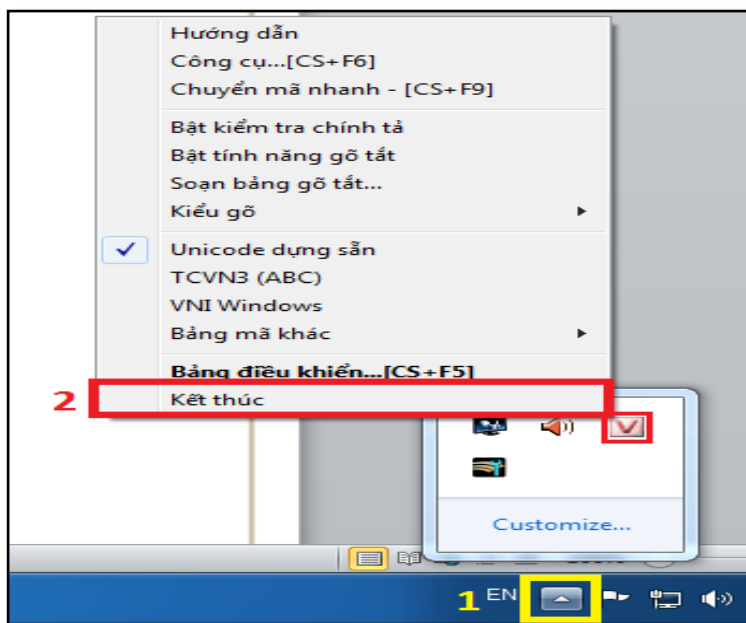 Hướng dẫn
Công cụ...[CS+F6]
Chuyển mã nhanh - [CS+F9]
Bật kiểm tra chính tả
Bật tính năng gõ tắt
Soạn bảng gõ tắt...
Kiểu gõ
Unicode dựng sẵn
TCVN3 (ABC)
VNI Windows
Bảng mã khác
Bảng điều khiển...[CS+F5]
2 Kết thúc
V
Customize...
1 EN